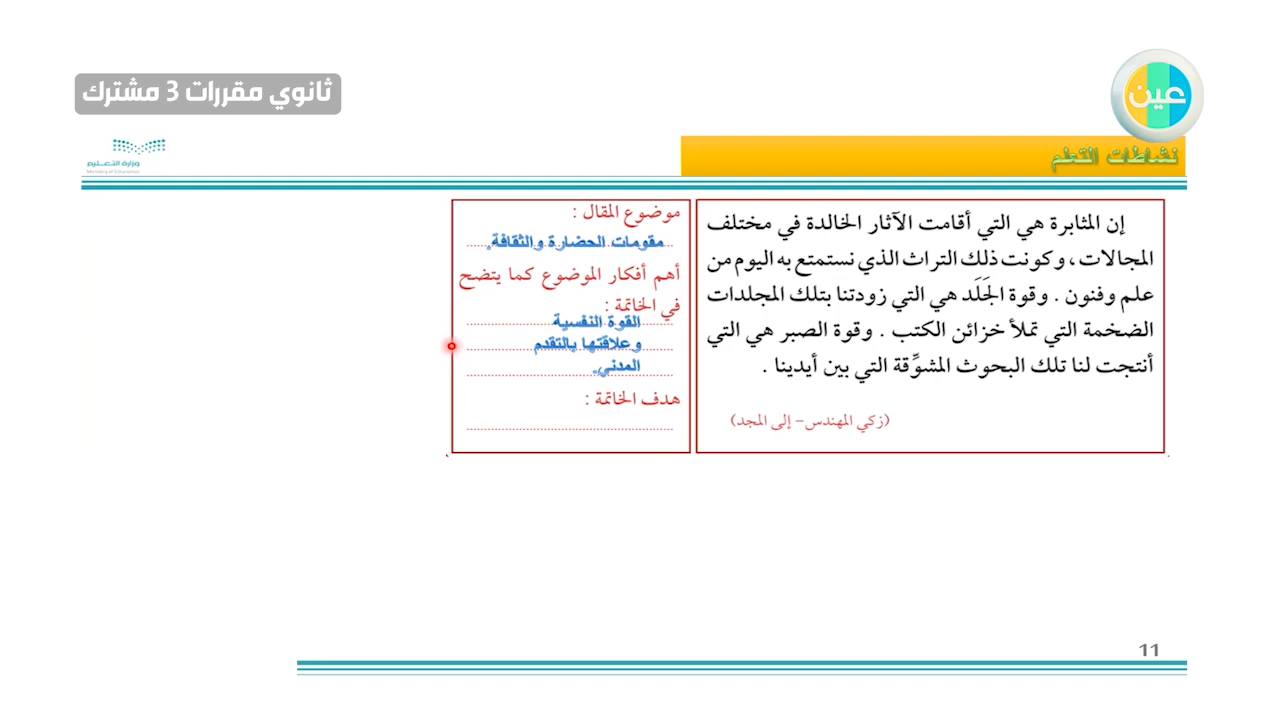 ثانوي مقررات 3 مشترك
عين
وزارة التعليم
Ministry of Education
نشاطات التعلم
إن المثابرة هي التي أقامت الآثار الخالدة في مختلف
المجالات، وكونت ذلك التراث الذي نستمتع به اليوم من
علم وفنون . وقوة الجَلَد هي التي زودتنا بتلك المجلدات
الضخمة التي تملأ خزائن الكتب . وقوة الصبر هي التي
أنتجت لنا تلك البحوث المشوِّقة التي بين أيدينا .
(زكي المهندس- إلى المجد)
موضوع المقال :
مقومات الحضارة والثقافة.
أهم أفكار الموضوع كما يتضح
في الخاتمة :
القوة النفسية
وعلاقتها بالتقدم
المدني.
هدف الخاتمة :
11